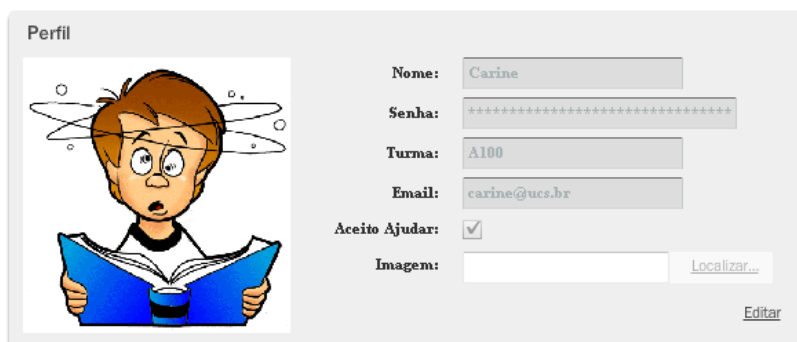 Perfil
Nome: Carine
Senha: ********************************
Turma: A100
Email: carine@ucs.br
Aceito Ajudar:
Imagem: Localizar...
Editar